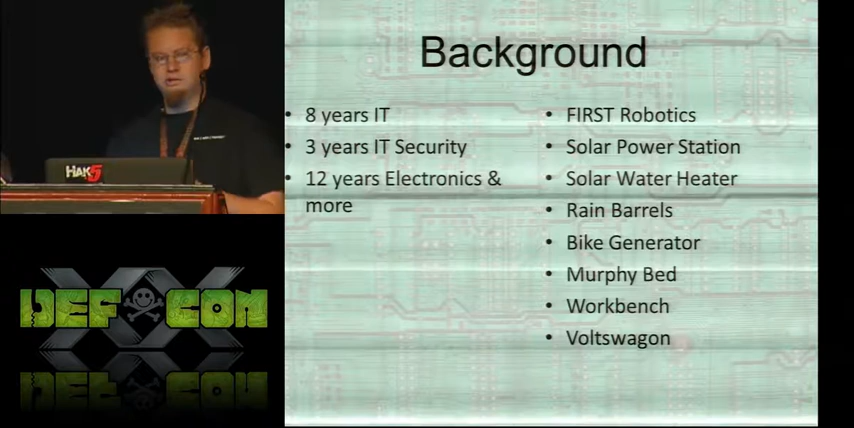 Background
8 years IT
3 years IT Security
12 years Electronics &
more
FIRST Robotics
Solar Power Station
Solar Water Heater
Rain Barrels
Bike Generator
Murphy Bed
Workbench
Voltswagon
HAK5
DEF CON
XX